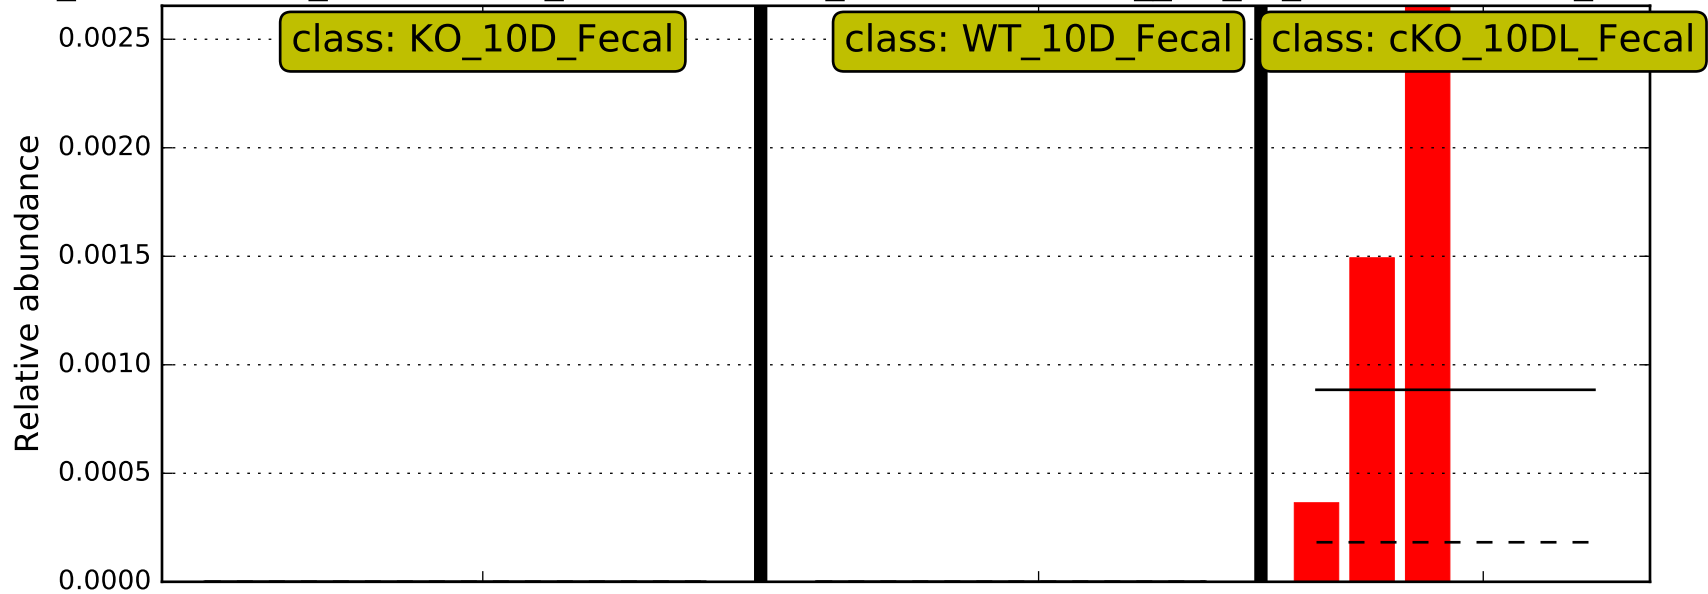 class: KO_10D_Fecal
class: WT_10D_Fecal
class: cKO_10DL_Fecal
Relative abundance
0.0025
0.0020
0.0015
0.0010
0.0005
0.0000